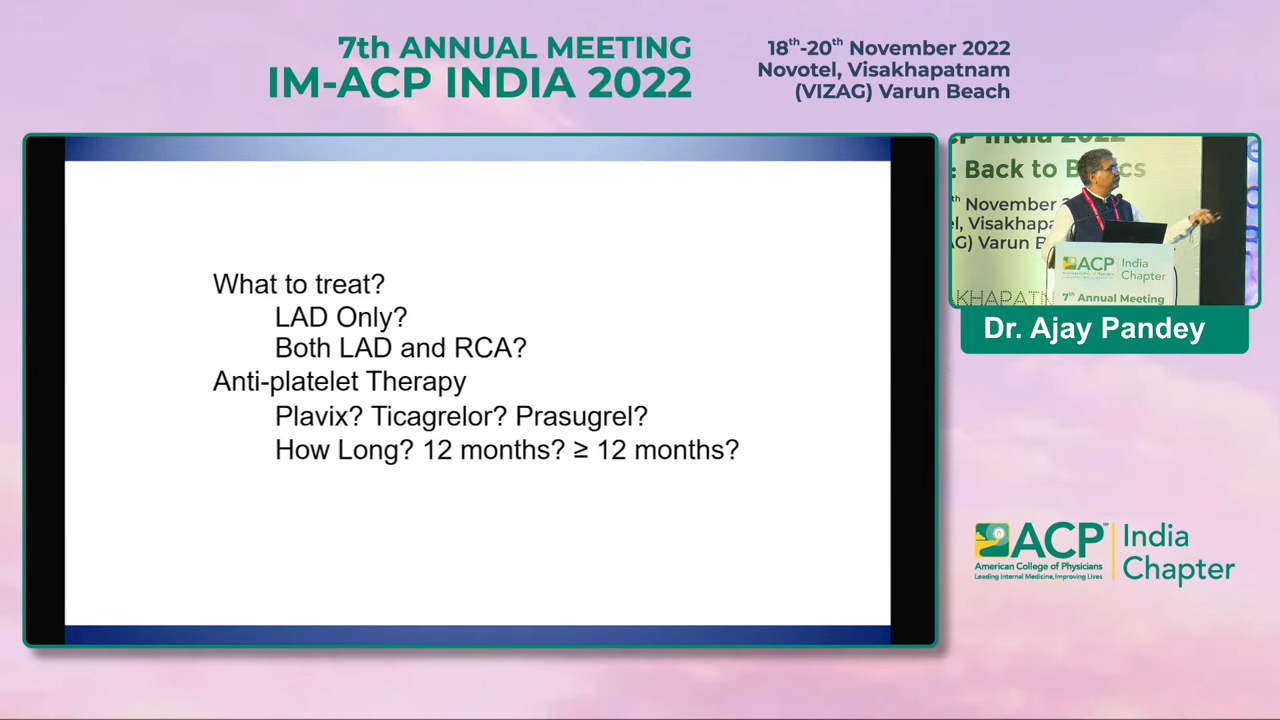 7th ANNUAL MEETING
IM-ACP INDIA 2022
18th-20th November 2022
Novotel, Visakhapatnam
(VIZAG) Varun Beach
What to treat?
LAD Only?
Both LAD and RCA?
Anti-platelet Therapy
Plavix? Ticagrelor? Prasugrel?
How Long? 12 months? ≥ 12 months?
India 2022
: Back to B cs
November
Visakhapa
Varun B
ACP India
Chapter
7th Annual Meeting
Dr. Ajay Pandey
ACP India
American College of Physicians Chapter
Leading Internal Medicine, Improving Lives